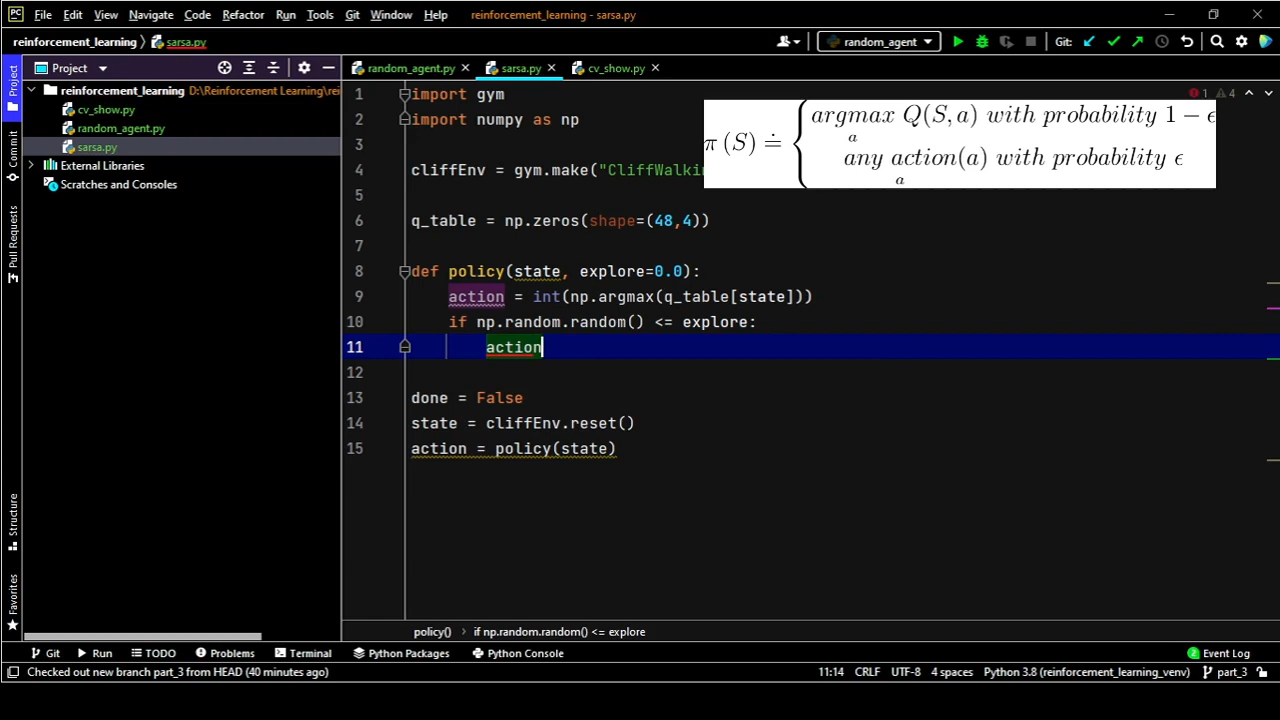 PC File Edit View Navigate Code Refactor Run Tools Git Window Help reinforcement_learning - sarsa.py
reinforcement_learning sarsa.py random_agent Git:
Project
random_agent.py sarsa.py cv_show.py
reinforcement_learning D:\Reinforcement Learning\rei
cv_show.py
random_agent.py
sarsa.py
External Libraries
Scratches and Consoles
Project
Commit
Pull Requests
Structure
Favorites
1 import gym
2 import numpy as np
3
4 cliffEnv = gym.make("CliffWalkin
5
6 q_table = np.zeros(shape=(48,4))
7
8 def policy(state, explore=0.0):
9 action = int(np.argmax(q_table[state]))
10 if np.random.random() <= explore:
11 action
12
13 done = False
14 state = cliffEnv.reset()
15 action = policy(state)
1 4
argmax Q(S, a) with probability 1 − ϵ
a
π (S) ≐ {
any action(a) with probability ϵ
a
policy() › if np.random.random() <= explore
Git Run TODO Problems Terminal Python Packages Python Console 2 Event Log
Checked out new branch part_3 from HEAD (40 minutes ago) 11:14 CRLF UTF-8 4 spaces Python 3.8 (reinforcement_learning_venv) part_3